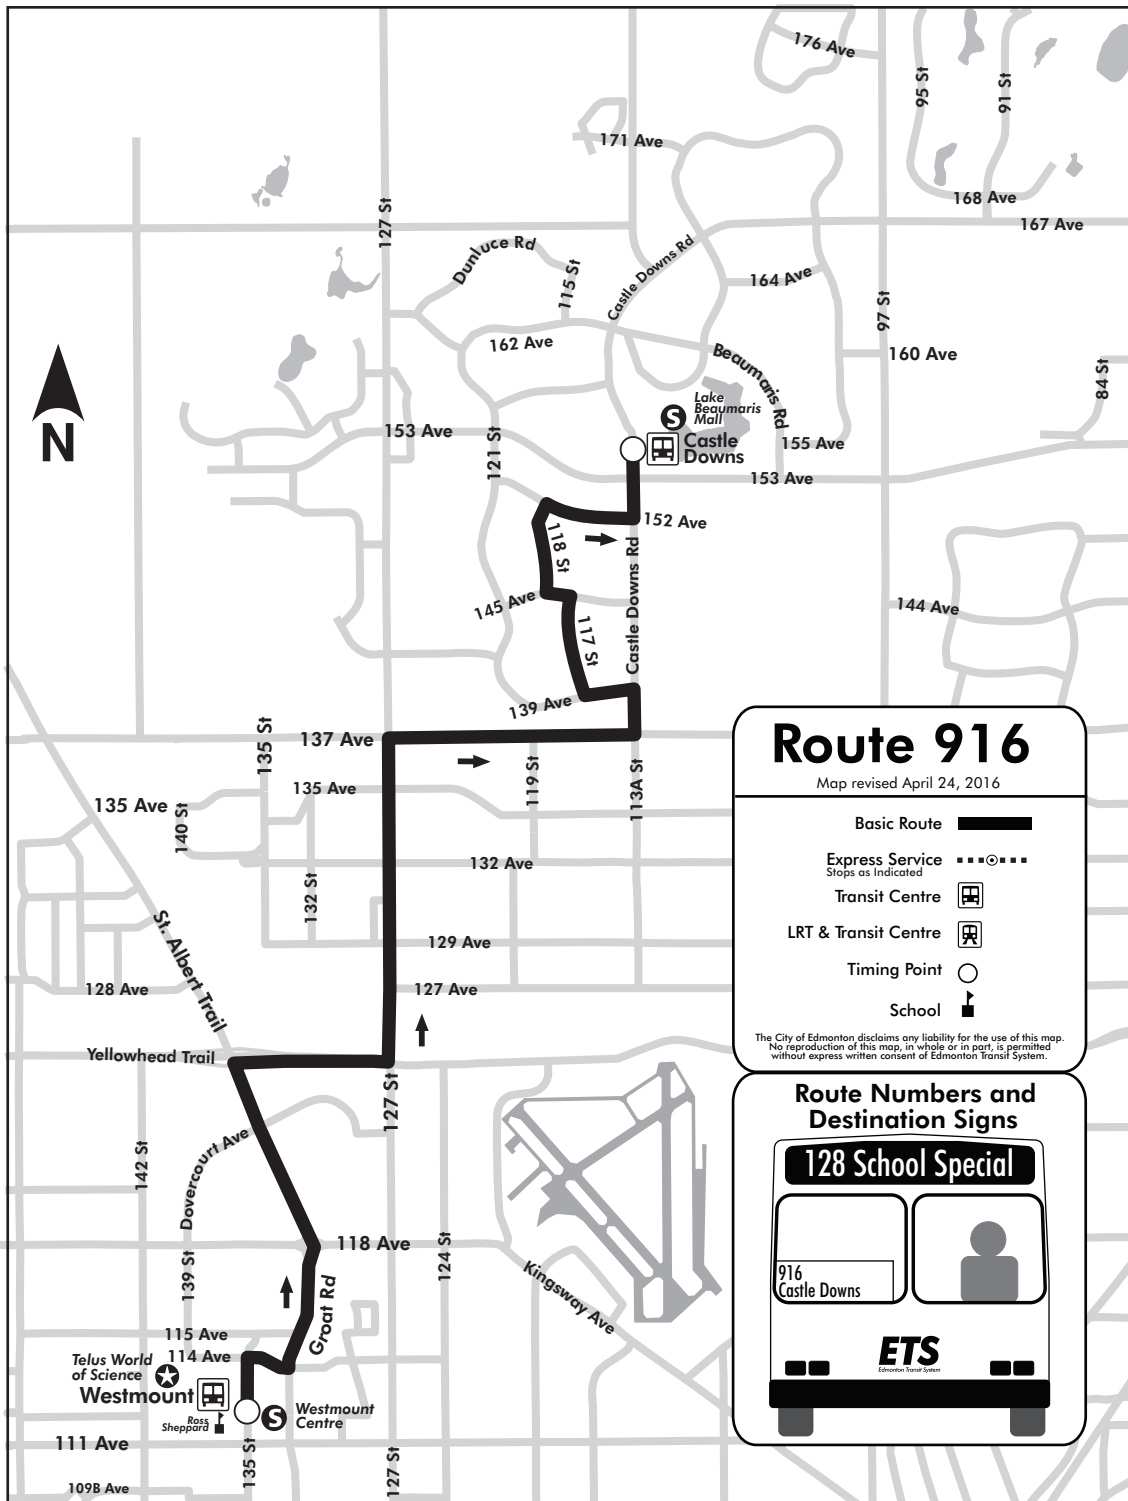 176 Ave
95 St
91 St
171 Ave
168 Ave
167 Ave
127 St
Dunluce Rd
115 St
Castle Downs Rd
164 Ave
97 St
162 Ave
160 Ave
Beaumaris Rd
84 St
Lake
Beaumaris
Mall
S
N
153 Ave
121 St
Castle
Downs
155 Ave
153 Ave
152 Ave
118 St
145 Ave
117 St
Castle Downs Rd
144 Ave
139 Ave
135 St
137 Ave
119 St
113A St
135 Ave
135 Ave
140 St
132 Ave
132 St
St. Albert Trail
129 Ave
128 Ave
127 Ave
Yellowhead Trail
127 St
Dovercourt Ave
142 St
118 Ave
124 St
139 St
Kingsway Ave
Groat Rd
115 Ave
114 Ave
Telus World
of Science
Westmount
Ross
Sheppard
S
Westmount
Centre
111 Ave
135 St
127 St
109B Ave
Route 916
Map revised April 24, 2016
Basic Route
Express Service
Stops as Indicated
Transit Centre
LRT & Transit Centre
Timing Point
School
The City of Edmonton disclaims any liability for the use of this map.
No reproduction of this map, in whole or in part, is permitted
without express written consent of Edmonton Transit System.
Route Numbers and
Destination Signs
128 School Special
916
Castle Downs
ETS
Edmonton Transit System